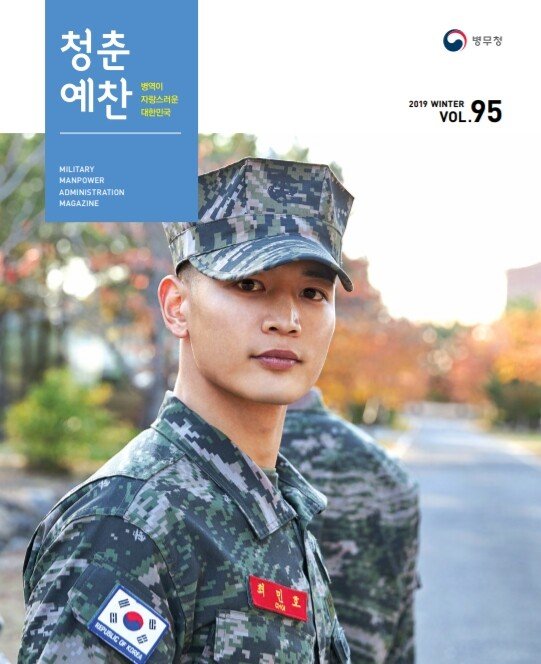 청춘
예찬
병역이
자랑스러운
대한민국
병무청
2019 WINTER
VOL.95
MILITARY
MANPOWER
ADMINISTRATION
MAGAZINE
최민호
REPUBLIC OF KOREA